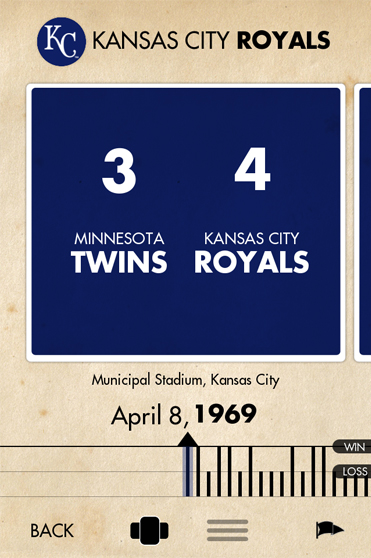 KC KANSAS CITY ROYALS
3 4
MINNESOTA KANSAS CITY
TWINS ROYALS
Municipal Stadium, Kansas City
April 8, 1969
WIN
LOSS
BACK